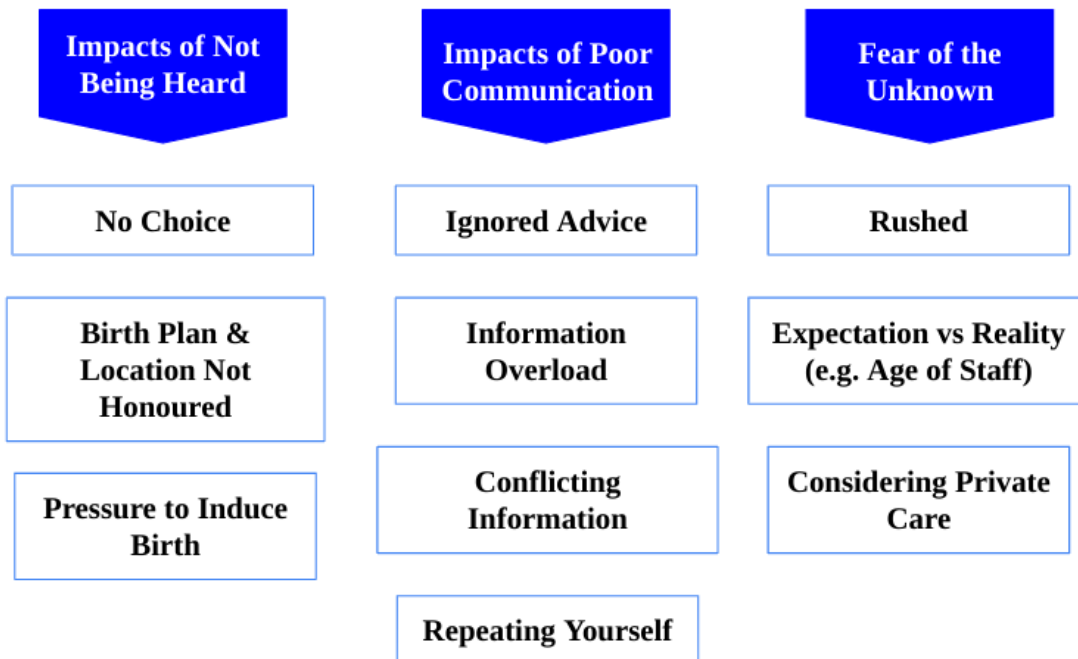 Impacts of Not
Being Heard
No Choice
Birth Plan &
Location Not
Honoured
Pressure to Induce
Birth
Impacts of Poor
Communication
Ignored Advice
Information
Overload
Conflicting
Information
Repeating Yourself
Fear of the
Unknown
Rushed
Expectation vs Reality
(e.g. Age of Staff)
Considering Private
Care